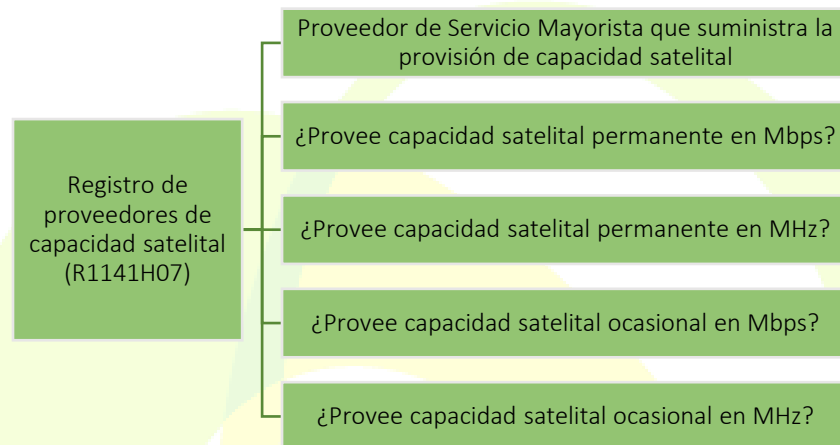 Registro de
proveedores de
capacidad satelital
(R1141H07)
Proveedor de Servicio Mayorista que suministra la
provisión de capacidad satelital
¿Provee capacidad satelital permanente en Mbps?
¿Provee capacidad satelital permanente en MHz?
¿Provee capacidad satelital ocasional en Mbps?
¿Provee capacidad satelital ocasional en MHz?